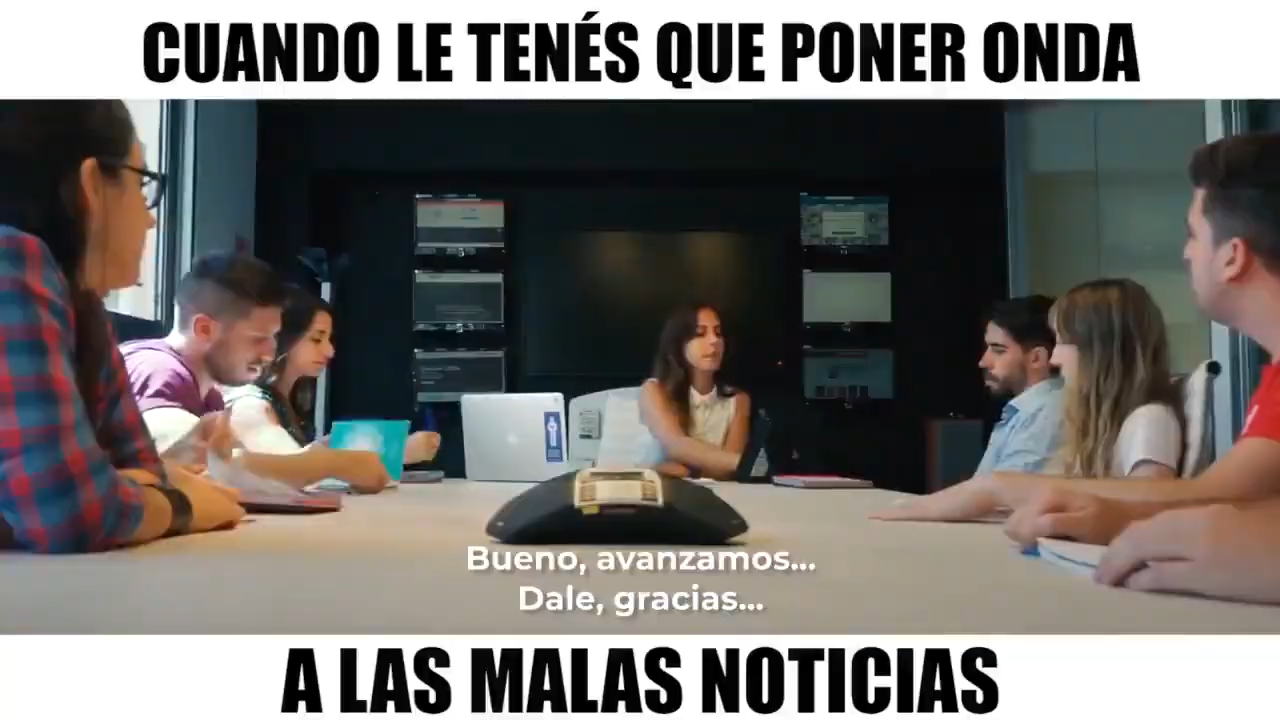 CUANDO LE TENÉS QUE PONER ONDA
Bueno, avanzamos...
Dale, gracias...
A LAS MALAS NOTICIAS